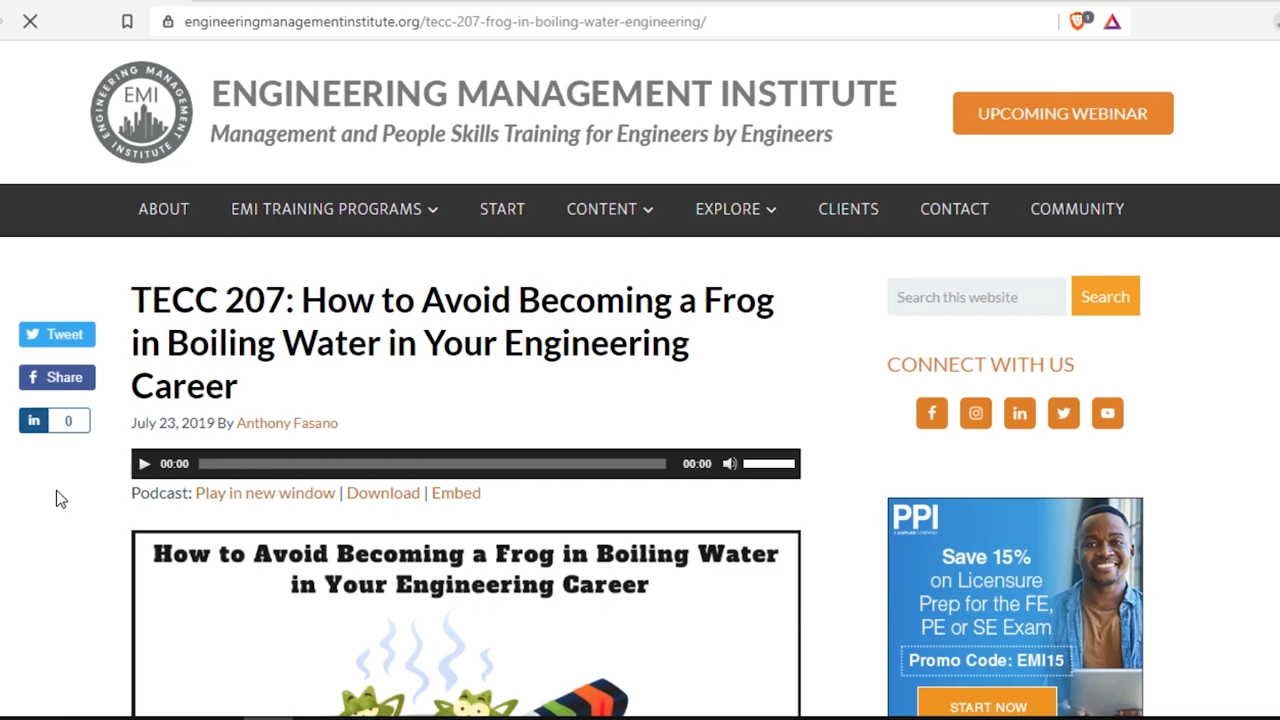 engineeringmanagementinstitute.org/tecc-207-frog-in-boiling-water-engineering/
1
ENGINEERING MANAGEMENT INSTITUTE
EMI
ENGINEERING MANAGEMENT INSTITUTE
Management and People Skills Training for Engineers by Engineers
UPCOMING WEBINAR
ABOUT EMI TRAINING PROGRAMS START CONTENT EXPLORE CLIENTS CONTACT COMMUNITY
Tweet
Share
in 0
TECC 207: How to Avoid Becoming a Frog
in Boiling Water in Your Engineering
Career
July 23, 2019 By Anthony Fasano
00:00 00:00
Podcast: Play in new window | Download | Embed
How to Avoid Becoming a Frog in Boiling Water
in Your Engineering Career
Search this website Search
CONNECT WITH US
PPI
Save 15%
on Licensure
Prep for the FE,
PE or SE Exam
Promo Code: EMI15
START NOW